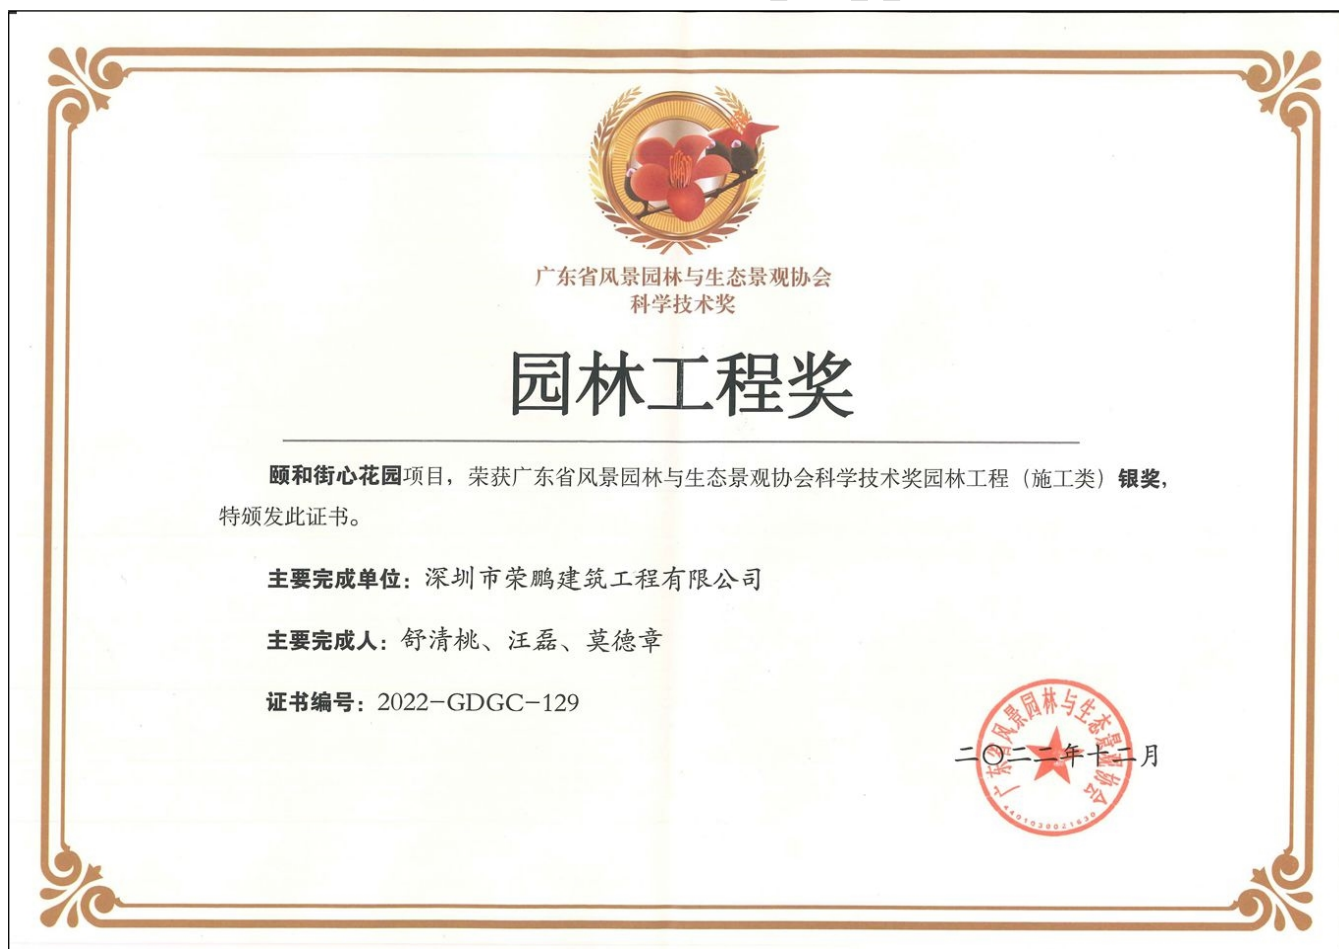 广东省风景园林与生态景观协会
科学技术奖
园林工程奖
颐和街心花园项目，荣获广东省风景园林与生态景观协会科学技术奖园林工程（施工类）银奖，
特颁发此证书。
主要完成单位：深圳市荣鹏建筑工程有限公司
主要完成人：舒清桃、汪磊、莫德章
证书编号：2022-GDGC-129
广东省风景园林与生态景观协会
二〇二二年十二月